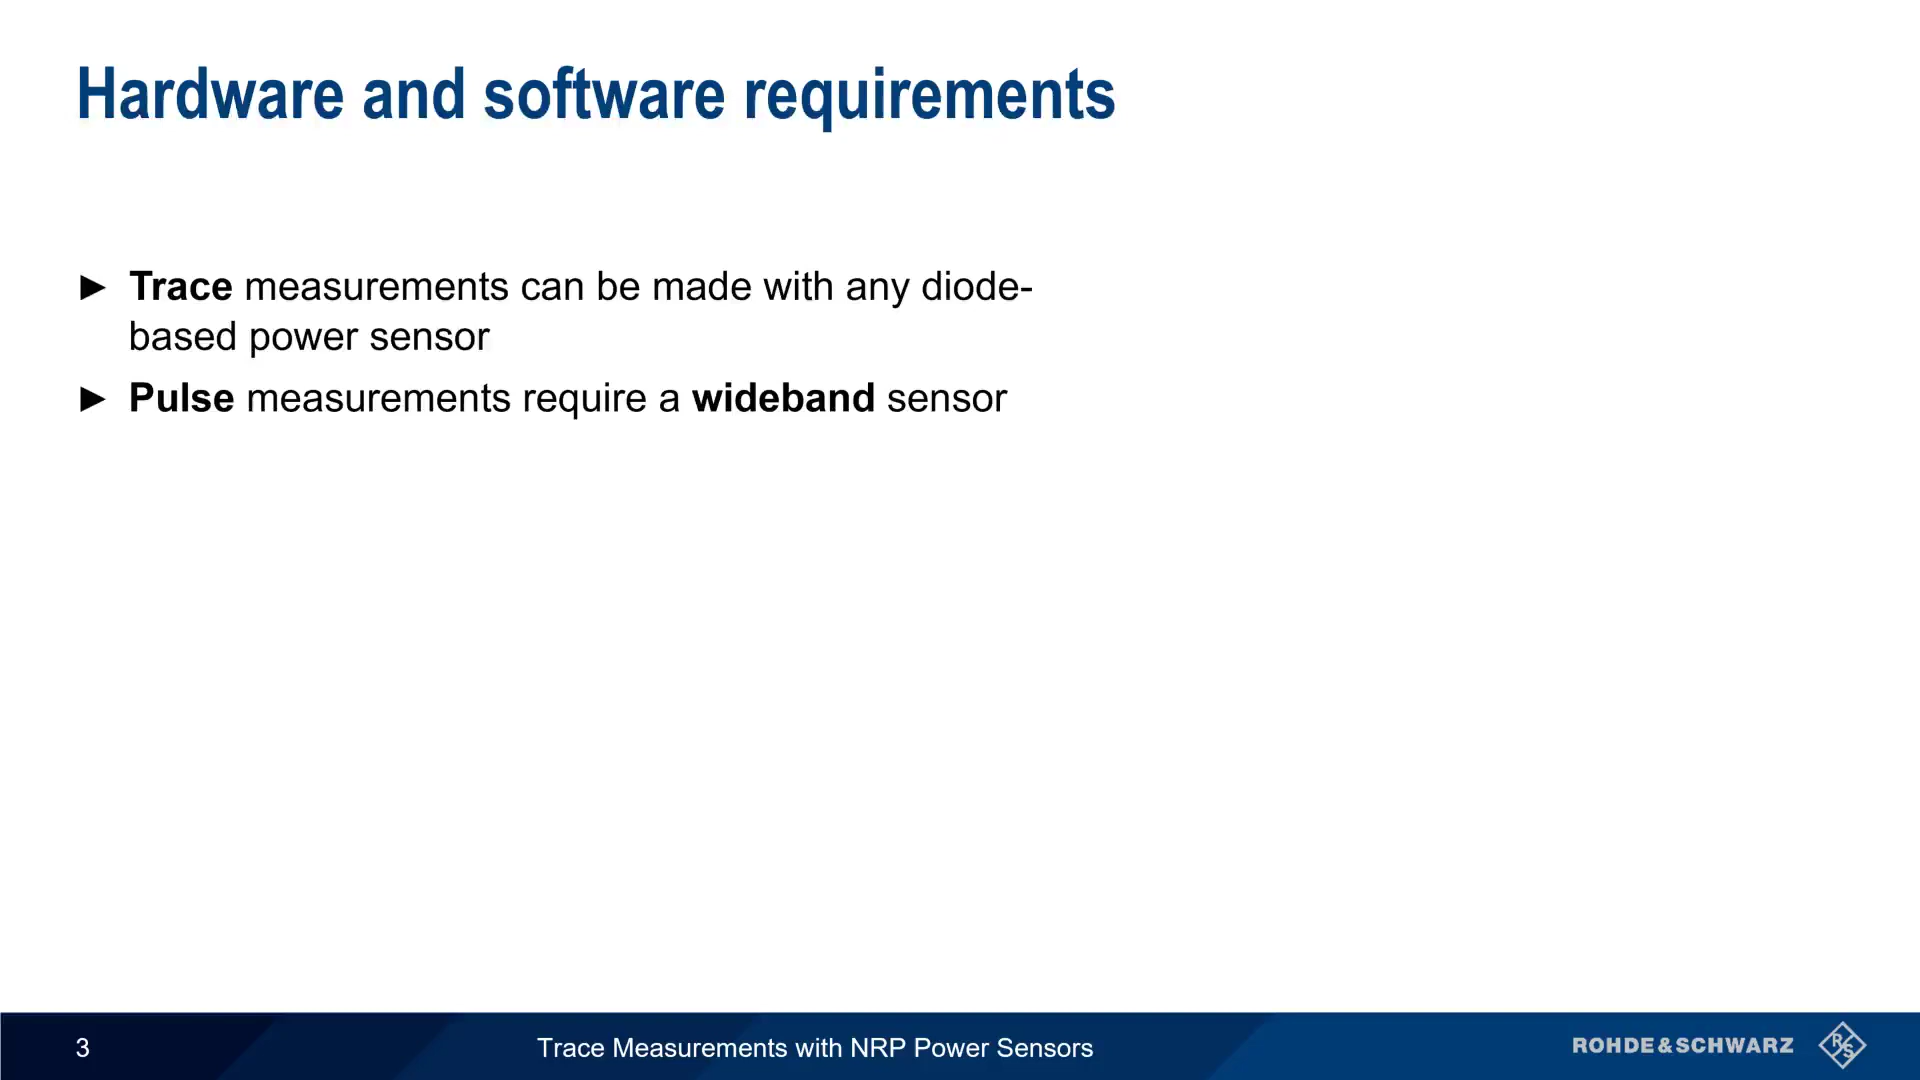 Hardware and software requirements
► Trace measurements can be made with any diode-
based power sensor
► Pulse measurements require a wideband sensor
3
Trace Measurements with NRP Power Sensors
ROHDE&SCHWARZ
R&S